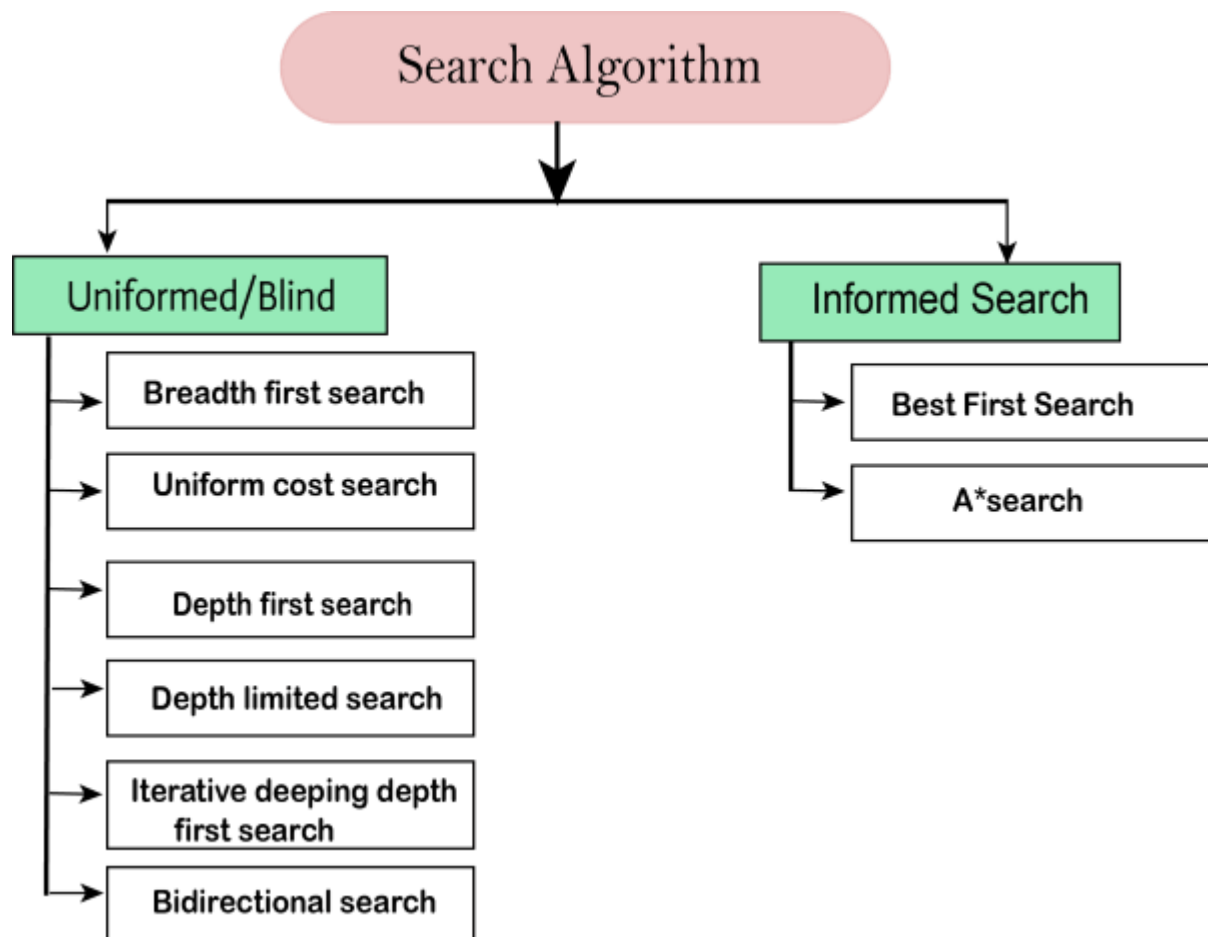 Search Algorithm
Uniformed/Blind
Breadth first search
Uniform cost search
Depth first search
Depth limited search
Iterative deeping depth
first search
Bidirectional search
Informed Search
Best First Search
A*search